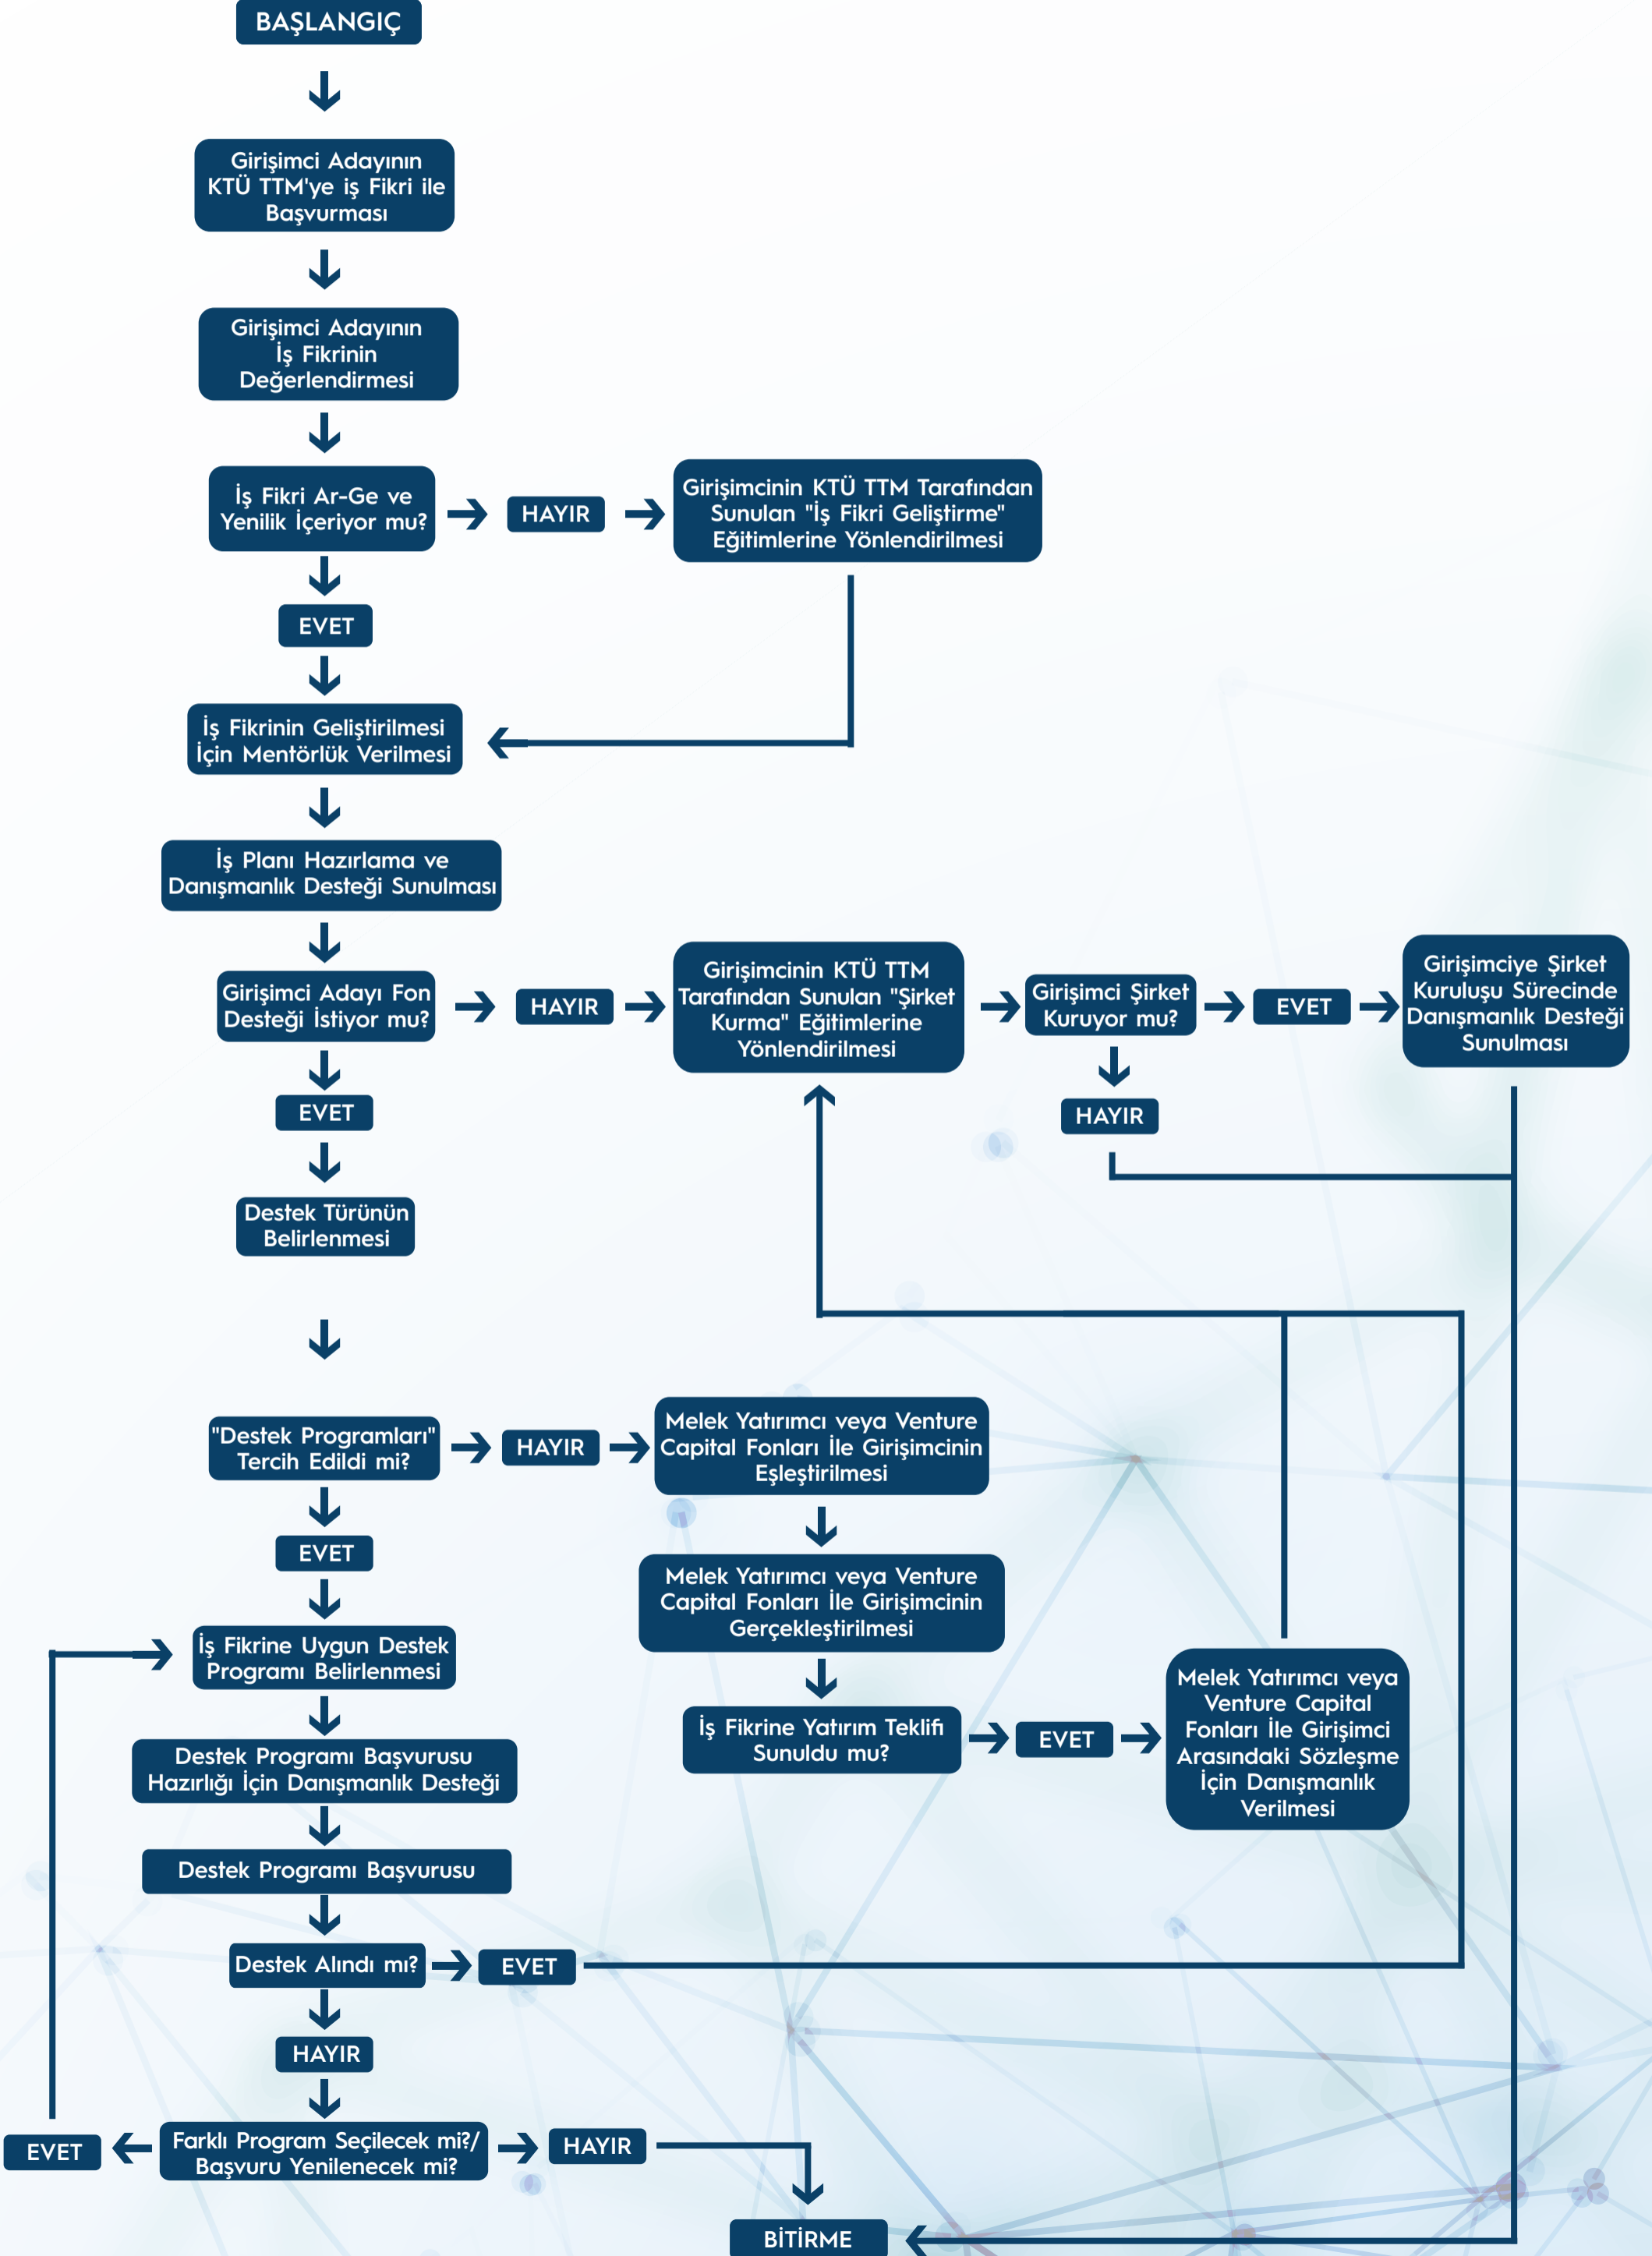 BAŞLANGIÇ
Girişimci Adayının
KTÜ TTM'ye iş Fikri ile
Başvurması
Girişimci Adayının
İş Fikrinin
Değerlendirmesi
İş Fikri Ar-Ge ve
Yenilik İçeriyor mu?
HAYIR
Girişimcinin KTÜ TTM Tarafından
Sunulan "İş Fikri Geliştirme"
Eğitimlerine Yönlendirilmesi
EVET
İş Fikrinin Geliştirilmesi
İçin Mentörlük Verilmesi
İş Planı Hazırlama ve
Danışmanlık Desteği Sunulması
Girişimci Adayı Fon
Desteği İstiyor mu?
HAYIR
Girişimcinin KTÜ TTM
Tarafından Sunulan "Şirket
Kurma" Eğitimlerine
Yönlendirilmesi
Girişimci Şirket
Kuruyor mu?
EVET
Girişimciye Şirket
Kuruluşu Sürecinde
Danışmanlık Desteği
Sunulması
EVET
HAYIR
Destek Türünün
Belirlenmesi
"Destek Programları"
Tercih Edildi mi?
HAYIR
Melek Yatırımcı veya Venture
Capital Fonları İle Girişimcinin
Eşleştirilmesi
EVET
Melek Yatırımcı veya Venture
Capital Fonları İle Girişimcinin
Gerçekleştirilmesi
İş Fikrine Uygun Destek
Programı Belirlenmesi
İş Fikrine Yatırım Teklifi
Sunuldu mu?
EVET
Melek Yatırımcı veya
Venture Capital
Fonları İle Girişimci
Arasındaki Sözleşme
İçin Danışmanlık
Verilmesi
Destek Programı Başvurusu
Hazırlığı İçin Danışmanlık Desteği
Destek Programı Başvurusu
Destek Alındı mı?
EVET
HAYIR
EVET
Farklı Program Seçilecek mi?/
Başvuru Yenilenecek mi?
HAYIR
BİTİRME